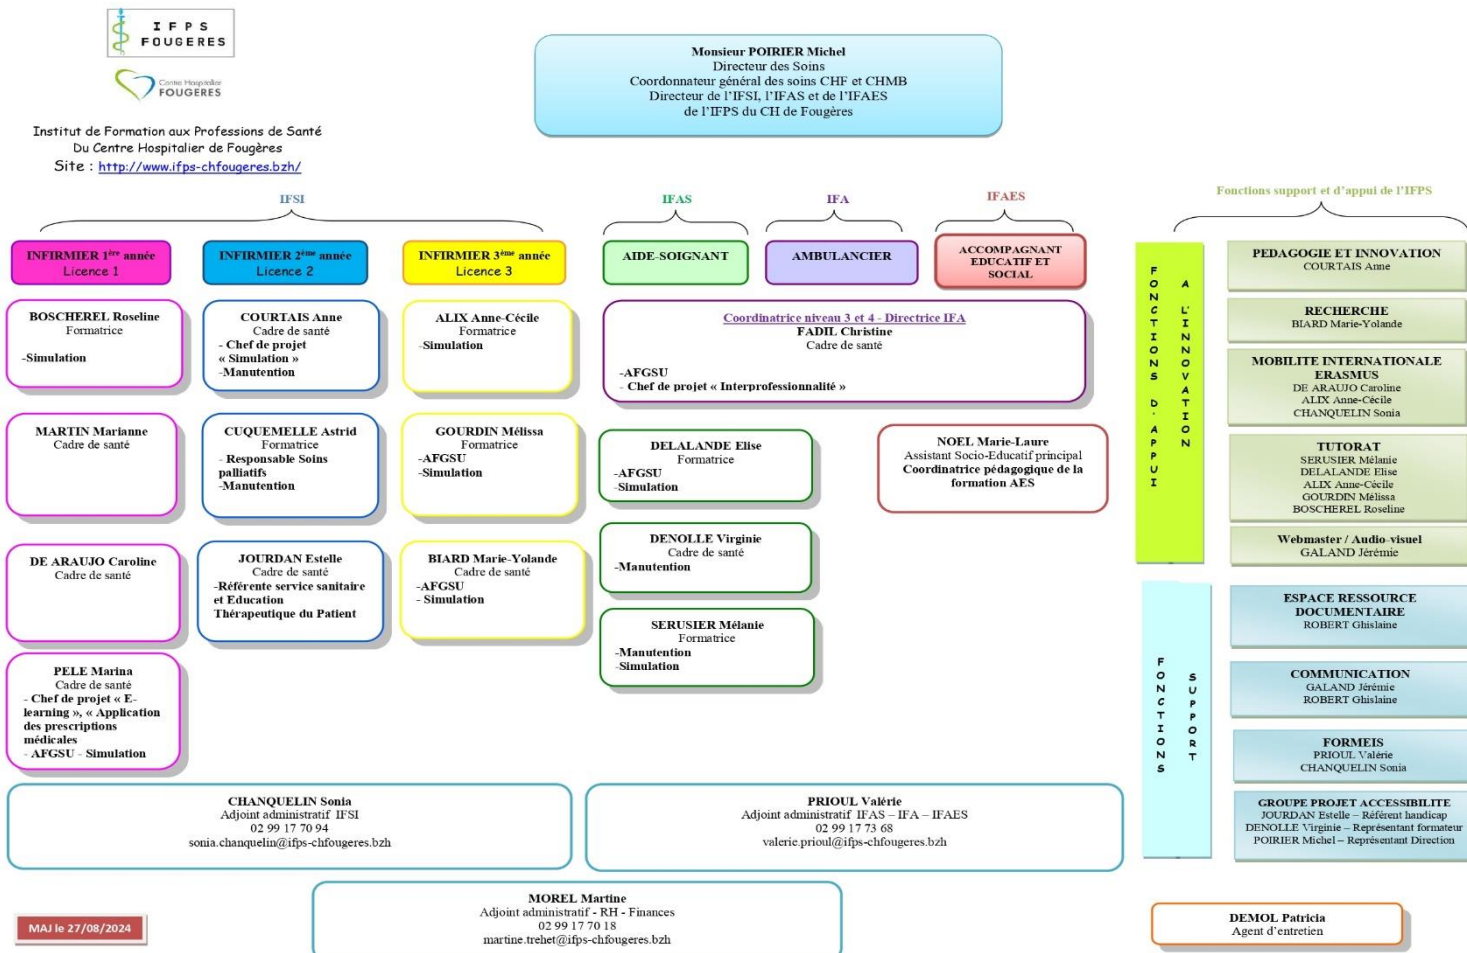 IFPS
FOUGERES
Centre Hospitalier
FOUGERES
Institut de Formation aux Professions de Santé
Du Centre Hospitalier de Fougères
Site : http://www.ifps-chfougeres.bzh/
Monsieur POIRIER Michel
Directeur des Soins
Coordonnateur général des soins CHF et CHMB
Directeur de l'IFSI, l'IFAS et de l'IFAES
de l'IFPS du CH de Fougères
IFSI
INFIRMIER 1ère année
Licence 1
BOSCHEREL Roseline
Formatrice
-Simulation
MARTIN Marianne
Cadre de santé
DE ARAUJO Caroline
Cadre de santé
PELE Marina
Cadre de santé
- Chef de projet « E-
learning », « Application
des prescriptions
médicales
- AFGSU - Simulation
INFIRMIER 2ème année
Licence 2
COURTAIS Anne
Cadre de santé
- Chef de projet
« Simulation »
-Manutention
CUQUEMELLE Astrid
Formatrice
- Responsable Soins
palliatifs
-Manutention
JOURDAN Estelle
Cadre de santé
-Référente service sanitaire
et Education
Thérapeutique du Patient
INFIRMIER 3ème année
Licence 3
ALIX Anne-Cécile
Formatrice
-Simulation
GOURDIN Mélissa
Formatrice
-AFGSU
-Simulation
BIARD Marie-Yolande
Cadre de santé
-AFGSU
- Simulation
IFAS
AIDE-SOIGNANT
IFA
AMBULANCIER
IFAES
ACCOMPAGNANT
EDUCATIF ET
SOCIAL
Coordinatrice niveau 3 et 4 - Directrice IFA
FADIL Christine
Cadre de santé
-AFGSU
- Chef de projet « Interprofessionnalité »
DELALANDE Elise
Formatrice
-AFGSU
-Simulation
DENOLLE Virginie
Cadre de santé
-Manutention
SERUSIER Mélanie
Formatrice
-Manutention
-Simulation
NOEL Marie-Laure
Assistant Socio-Educatif principal
Coordinatrice pédagogique de la
formation AES
Fonctions support et d'appui de l'IFPS
FONCTIONS D'APPUI
A L'INNOVATION
PEDAGOGIE ET INNOVATION
COURTAIS Anne
RECHERCHE
BIARD Marie-Yolande
MOBILITE INTERNATIONALE
ERASMUS
DE ARAUJO Caroline
ALIX Anne-Cécile
CHANQUELIN Sonia
TUTORAT
SERUSIER Mélanie
DELALANDE Elise
ALIX Anne-Cécile
GOURDIN Mélissa
BOSCHEREL Roseline
Webmaster / Audio-visuel
GALAND Jérémie
FONCTIONS
SUPPORT
ESPACE RESSOURCE
DOCUMENTAIRE
ROBERT Ghislaine
COMMUNICATION
GALAND Jérémie
ROBERT Ghislaine
FORMEIS
PRIOUL Valérie
CHANQUELIN Sonia
GROUPE PROJET ACCESSIBILITE
JOURDAN Estelle – Référent handicap
DENOLLE Virginie – Représentant formateur
POIRIER Michel – Représentant Direction
CHANQUELIN Sonia
Adjoint administratif IFSI
02 99 17 70 94
sonia.chanquelin@ifps-chfougeres.bzh
PRIOUL Valérie
Adjoint administratif IFAS – IFA – IFAES
02 99 17 73 68
valerie.prioul@ifps-chfougeres.bzh
MOREL Martine
Adjoint administratif - RH - Finances
02 99 17 70 18
martine.trehet@ifps-chfougeres.bzh
DEMOL Patricia
Agent d'entretien
MAJ le 27/08/2024